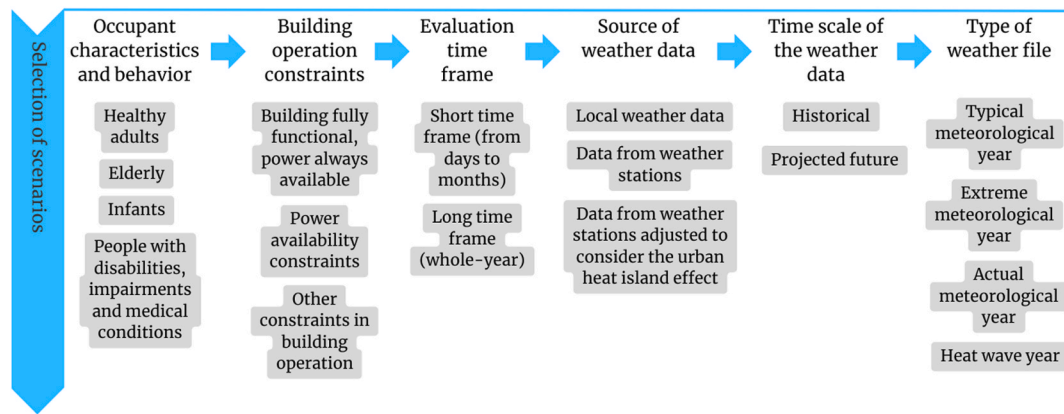 Selection of scenarios
Occupant
characteristics
and behavior
Healthy
adults
Elderly
Infants
People with
disabilities,
impairments
and medical
conditions
Building
operation
constraints
Building fully
functional,
power always
available
Power
availability
constraints
Other
constraints in
building
operation
Evaluation
time
frame
Short time
frame (from
days to
months)
Long time
frame
(whole-year)
Source of
weather data
Local weather data
Data from weather
stations
Data from weather
stations adjusted to
consider the urban
heat island effect
Time scale of
the weather
data
Historical
Projected future
Type of
weather file
Typical
meteorological
year
Extreme
meteorological
year
Actual
meteorological
year
Heat wave year